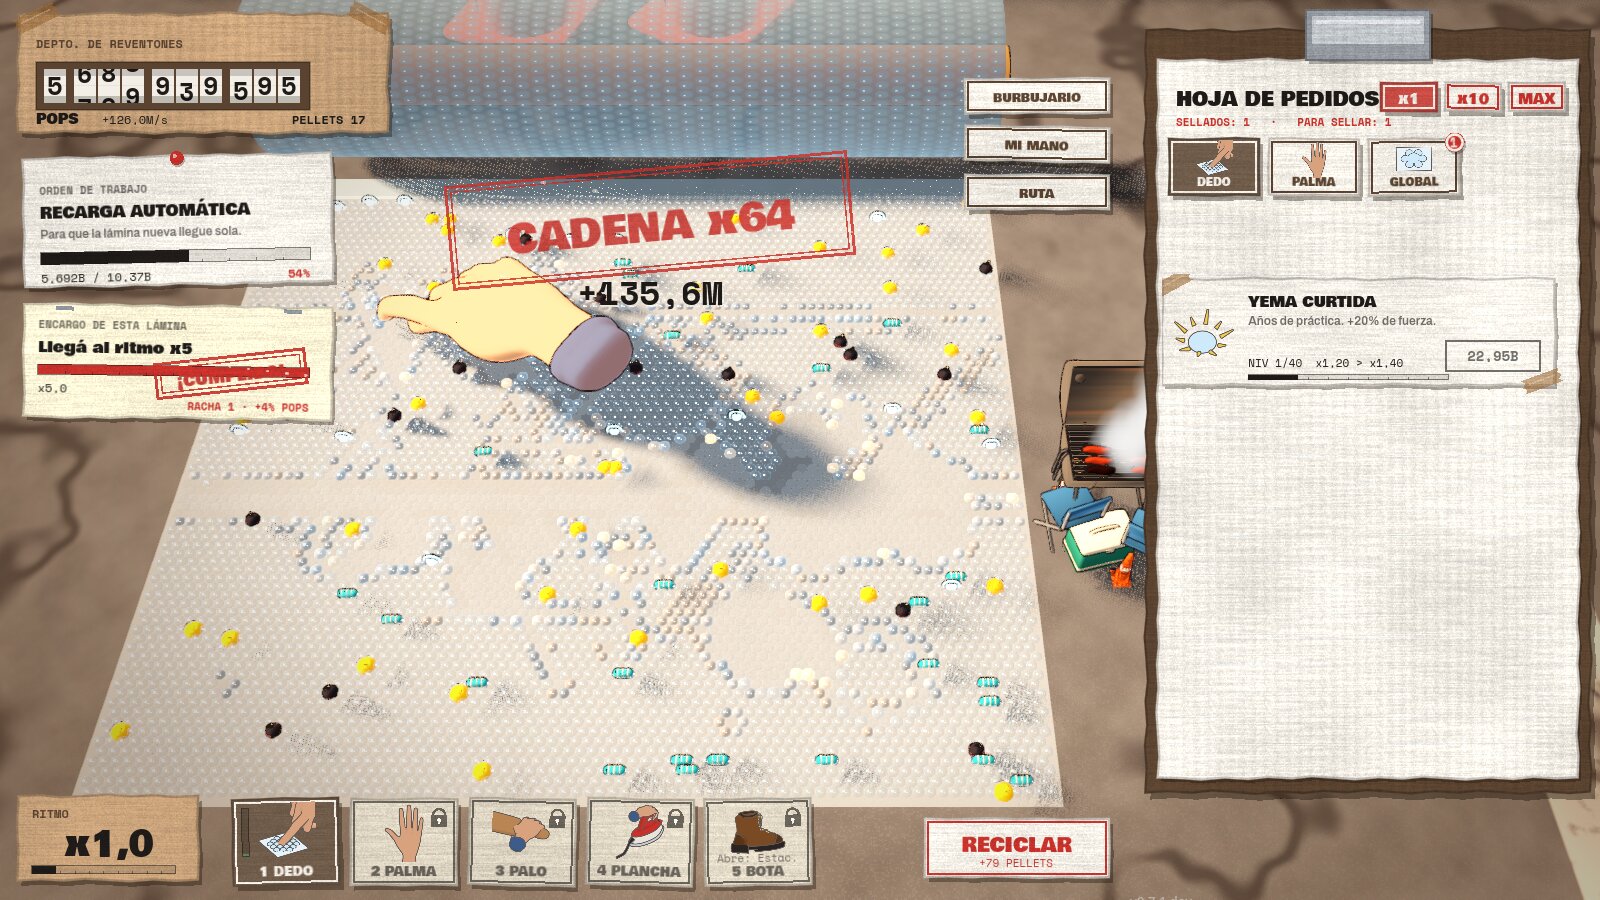 DEPTO. DE REVENTONES
939 595
POPS +126,0M/s PELLETS 17
ORDEN DE TRABAJO
RECARGA AUTOMÁTICA
Para que la lámina nueva llegue sola.
5,692B / 10,37B 54%
ENCARGO DE ESTA LÁMINA
Llegá al ritmo x5
x5,0
RACHA 1 · +4% POPS
CADENA x64
+135,6M
BURBUJARIO
MI MANO
RUTA
HOJA DE PEDIDOS x1 x10 MAX
SELLADOS: 1 · PARA SELLAR: 1
DEDO PALMA GLOBAL 1
YEMA CURTIDA
Años de práctica. +20% de fuerza.
NIV 1/40 x1,20 > x1,40 22,95B
RITMO
x1,0
1 DEDO
2 PALMA
3 PALO
4 PLANCHA
Abre: Estac.
5 BOTA
RECICLAR
+79 PELLETS